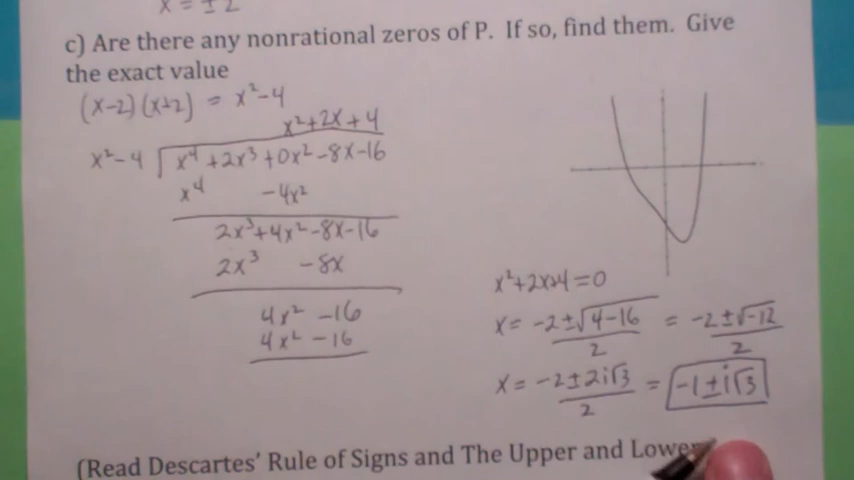 x = ±2
c) Are there any nonrational zeros of P. If so, find them. Give
the exact value
(x-2)(x+2) = x²-4
x²+2x+4
x²-4 √x⁴+2x³+0x²-8x-16
x⁴ -4x²
2x³+4x²-8x-16
2x³ -8x
4x² -16
4x² -16
x²+2x+4=0
x= -2±√4-16 / 2 = -2±√-12 / 2
x= -2±2i√3 / 2 = -1±i√3
(Read Descartes' Rule of Signs and The Upper and Lower